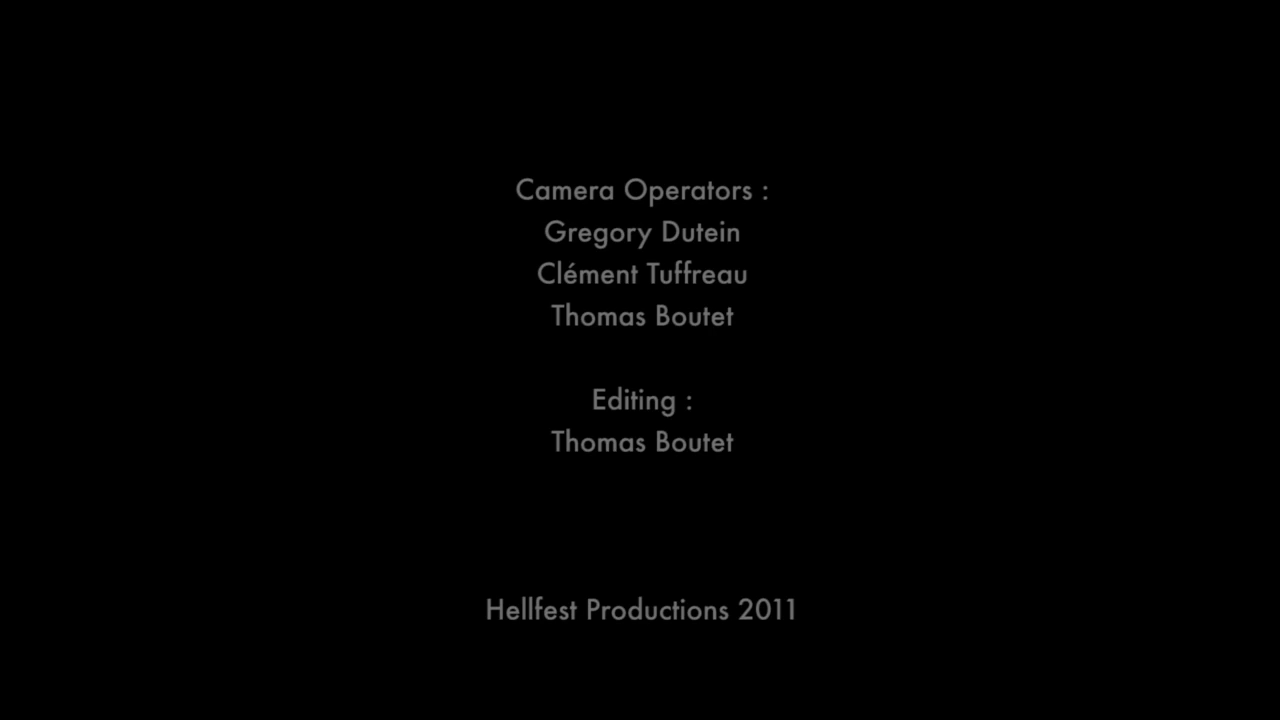 Camera Operators :
Gregory Dutein
Clément Tuffreau
Thomas Boutet
Editing :
Thomas Boutet
Hellfest Productions 2011